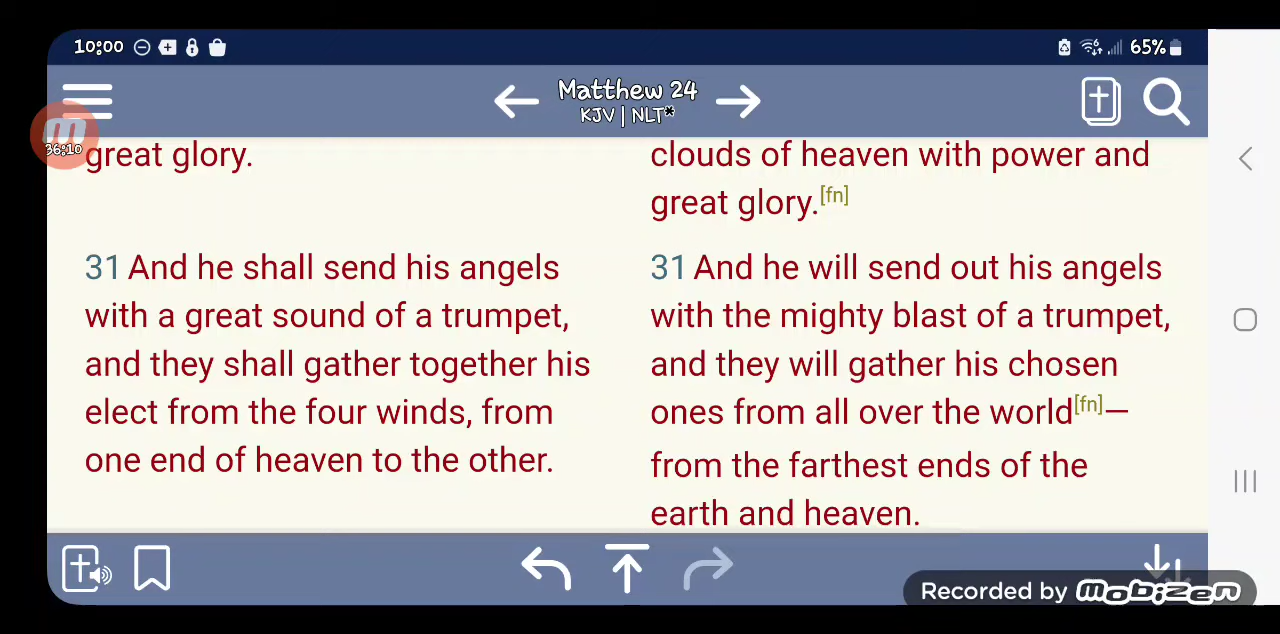 10:00 65%
Matthew 24
KJV | NLT*
36:10
great glory.
31 And he shall send his angels
with a great sound of a trumpet,
and they shall gather together his
elect from the four winds, from
one end of heaven to the other.
clouds of heaven with power and
great glory.[fn]
31 And he will send out his angels
with the mighty blast of a trumpet,
and they will gather his chosen
ones from all over the world[fn]—
from the farthest ends of the
earth and heaven.
Recorded by mobizen